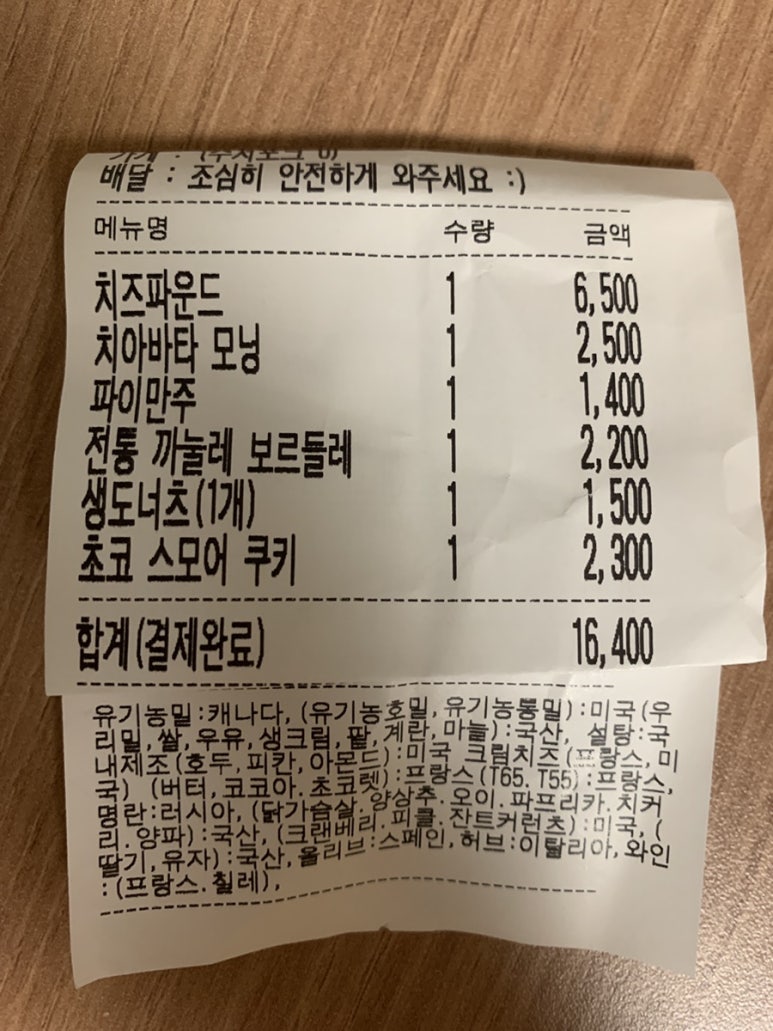 배달 : 조심히 안전하게 와주세요 :)
메뉴명 수량 금액
치즈파운드 1 6,500
치아바타 모닝 1 2,500
파이만주 1 1,400
전통 까눌레 보르들레 1 2,200
생도너츠(1개) 1 1,500
초코 스모어 쿠키 1 2,300
합계(결제완료) 16,400
유기농밀:캐나다, (유기농호밀,유기농통밀):미국(우
리밀,쌀,우유,생크림,팥,계란,마늘):국산, 설탕:국
내제조(호두,피칸,아몬드):미국 크림치즈(프랑스,미
국) (버터,코코아.초코렛):프랑스(T65,T55):프랑스,
명란:러시아,(닭가슴살.양상추.오이.파프리카.치커
리.양파):국산,(크랜베리.피클.잔트커런츠):미국,(
딸기,유자):국산,올리브:스페인,허브:이탈리아,와인
:(프랑스.칠레),